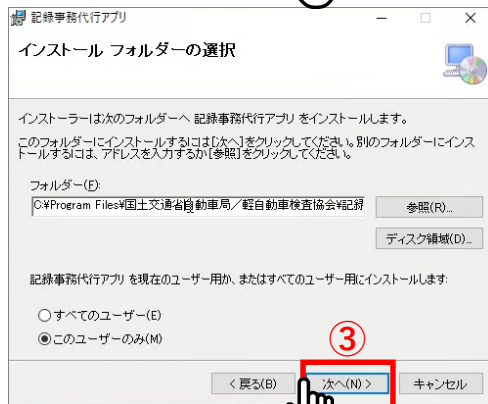 記録事務代行アプリ
インストール フォルダーの選択
インストーラーは次のフォルダーへ 記録事務代行アプリ をインストールします。
このフォルダーにインストールするには[次へ]をクリックしてください。別のフォルダーにインス
トールするには、アドレスを入力するか[参照]をクリックしてください。
フォルダー(F):
C:¥Program Files¥国土交通省自動車局/軽自動車検査協会¥記録
参照(R)...
ディスク領域(D)...
記録事務代行アプリ を現在のユーザー用か、またはすべてのユーザー用にインストールします:
すべてのユーザー(E)
このユーザーのみ(M)
③
< 戻る(B)
次へ(N) >
キャンセル